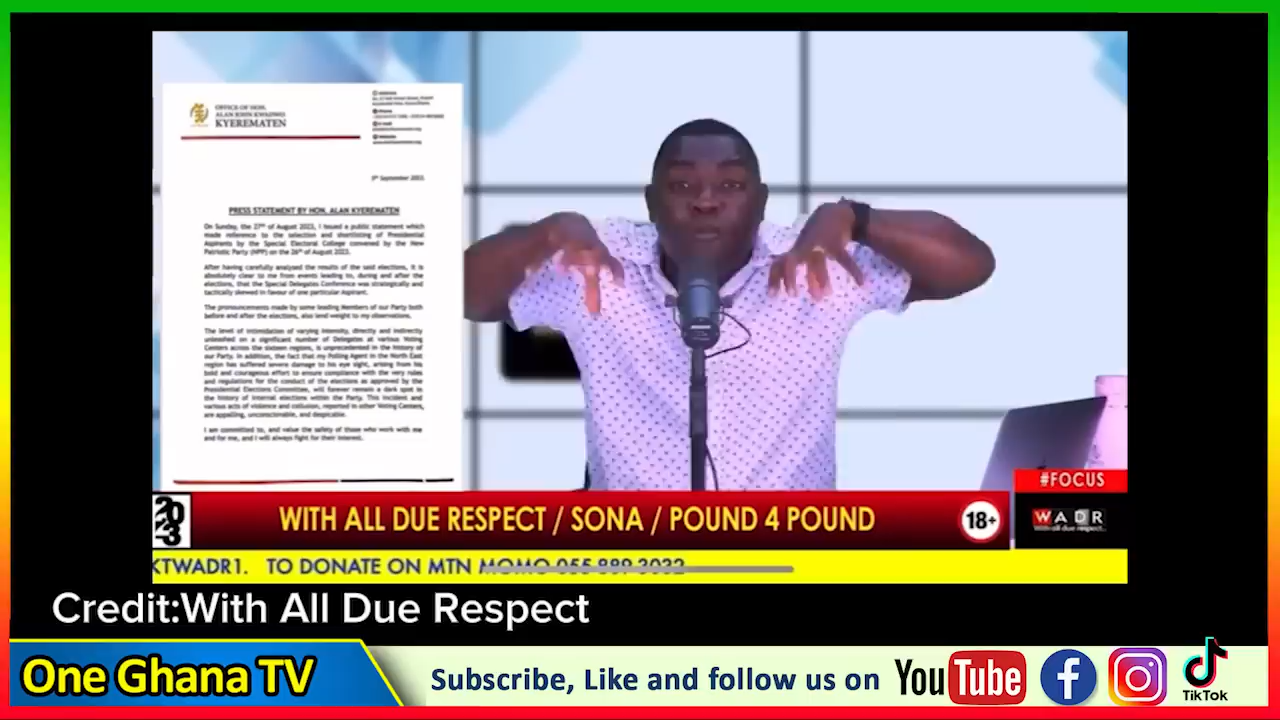 OFFICE OF HON.
ALAN JOHN KWADWO
KYEREMATEN
5th September 2023
PRESS STATEMENT BY HON. ALAN KYEREMATEN
On Sunday, the 27th of August 2023, I issued a public statement which
made reference to the selection and shortlisting of Presidential
Aspirants by the Special Electoral College convened by the New
Patriotic Party (NPP) on the 26th of August 2023.
After having carefully analysed the results of the said elections, it is
absolutely clear to me from events leading to, during and after the
elections, that the Special Delegates Conference was strategically and
tactically skewed in favour of one particular Aspirant.
The pronouncements made by some leading Members of our Party both
before and after the elections, also lend weight to my observations.
The level of intimidation of varying intensity, directly and indirectly
unleashed on a significant number of Delegates at various Voting
Centers across the sixteen regions, is unprecedented in the history of
our Party. In addition, the fact that my Polling Agent in the North East
region has suffered severe damage to his eye sight, arising from his
bold and courageous effort to ensure compliance with the very rules
and regulations for the conduct of the elections as approved by the
Presidential Elections Committee, will forever remain a dark spot in
the history of internal elections within the Party. This incident and
various acts of violence and collusion, reported in other Voting Centers,
are appalling, unconscionable, and despicable.
I am committed to, and value the safety of those who work with me
and for me, and I will always fight for their interest.
#FOCUS
2023
WITH ALL DUE RESPECT / SONA / POUND 4 POUND
18+
WADR
With all due respect..
KTWADR1. TO DONATE ON MTN MOMO 055 889 3032
Credit:With All Due Respect
One Ghana TV
Subscribe, Like and follow us on YouTube
TikTok